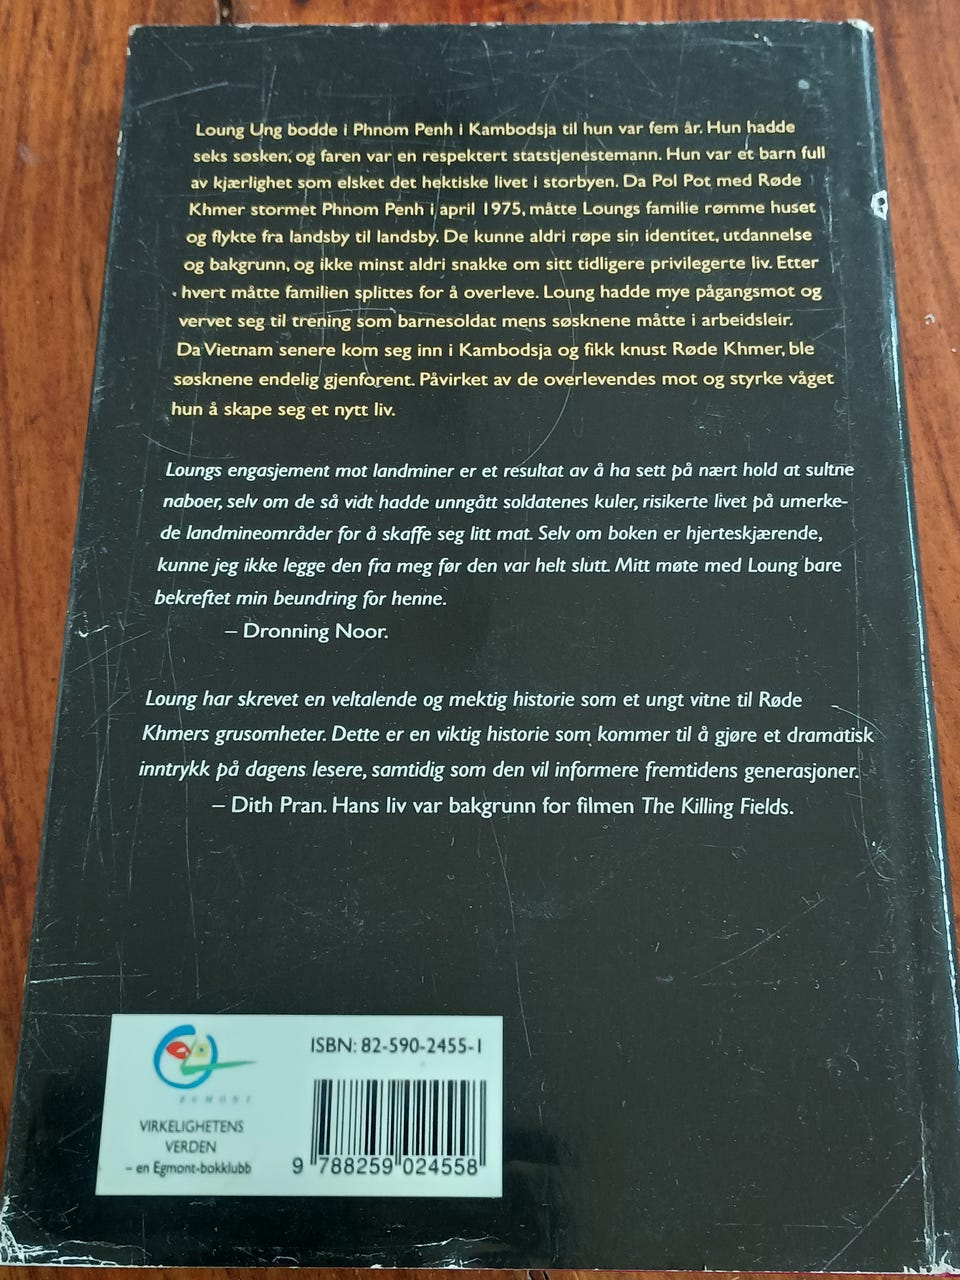 Loung Ung bodde i Phnom Penh i Kambodsja til hun var fem år. Hun hadde
seks søsken, og faren var en respektert statstjenestemann. Hun var et barn full
av kjærlighet som elsket det hektiske livet i storbyen. Da Pol Pot med Røde
Khmer stormet Phnom Penh i april 1975, måtte Loungs familie rømme huset
og flykte fra landsby til landsby. De kunne aldri røpe sin identitet, utdannelse
og bakgrunn, og ikke minst aldri snakke om sitt tidligere privilegerte liv. Etter
hvert måtte familien splittes for å overleve. Loung hadde mye pågangsmot og
vervet seg til trening som barnesoldat mens søsknene måtte i arbeidsleir.
Da Vietnam senere kom seg inn i Kambodsja og fikk knust Røde Khmer, ble
søsknene endelig gjenforent. Påvirket av de overlevendes mot og styrke våget
hun å skape seg et nytt liv.
Loungs engasjement mot landminer er et resultat av å ha sett på nært hold at sultne
naboer, selv om de så vidt hadde unngått soldatenes kuler, risikerte livet på umerke-
de landmineområder for å skaffe seg litt mat. Selv om boken er hjerteskjærende,
kunne jeg ikke legge den fra meg før den var helt slutt. Mitt møte med Loung bare
bekreftet min beundring for henne.
– Dronning Noor.
Loung har skrevet en veltalende og mektig historie som et ungt vitne til Røde
Khmers grusomheter. Dette er en viktig historie som kommer til å gjøre et dramatisk
inntrykk på dagens lesere, samtidig som den vil informere fremtidens generasjoner.
– Dith Pran. Hans liv var bakgrunn for filmen The Killing Fields.
EGMONT
VIRKELIGHETENS
VERDEN
– en Egmont-bokklubb
ISBN: 82-590-2455-1
9 788259 024558